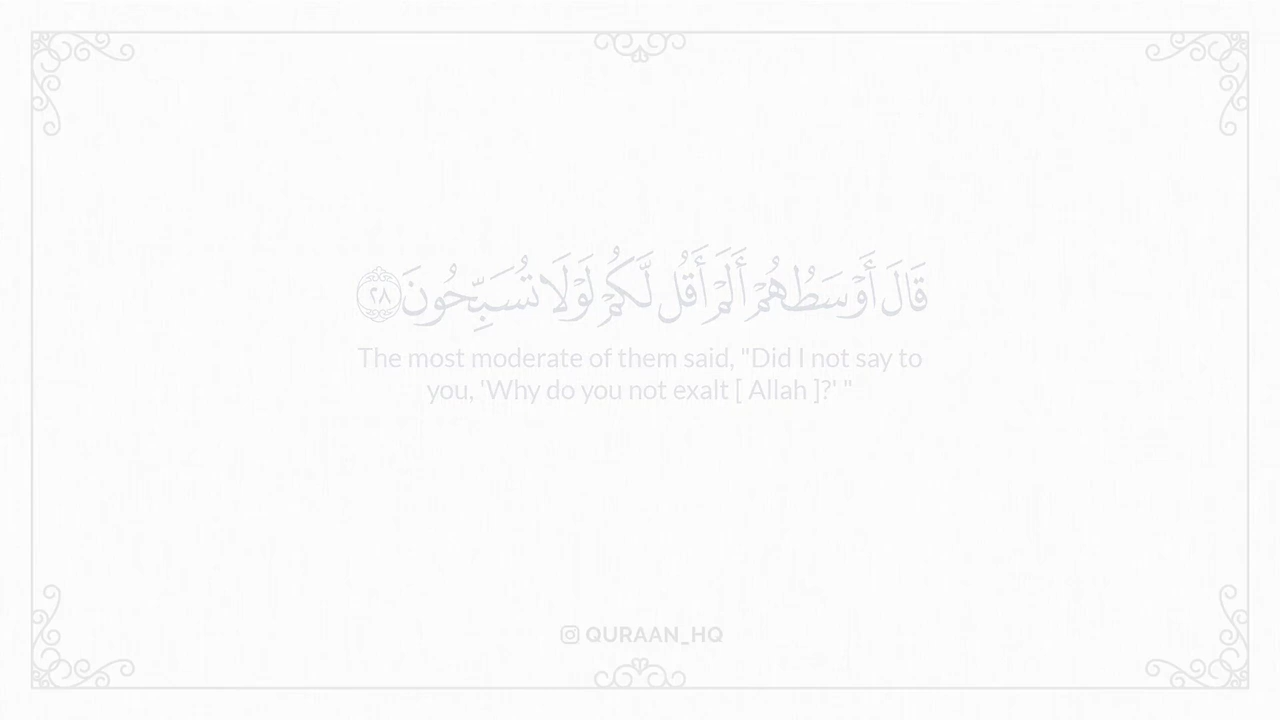 قَالَ أَوْسَطُهُمْ أَلَمْ أَقُل لَّكُمْ لَوْلَا تُسَبِّحُونَ ٢٨
The most moderate of them said, "Did I not say to
you, 'Why do you not exalt [ Allah ]?' "
QURAAN_HQ